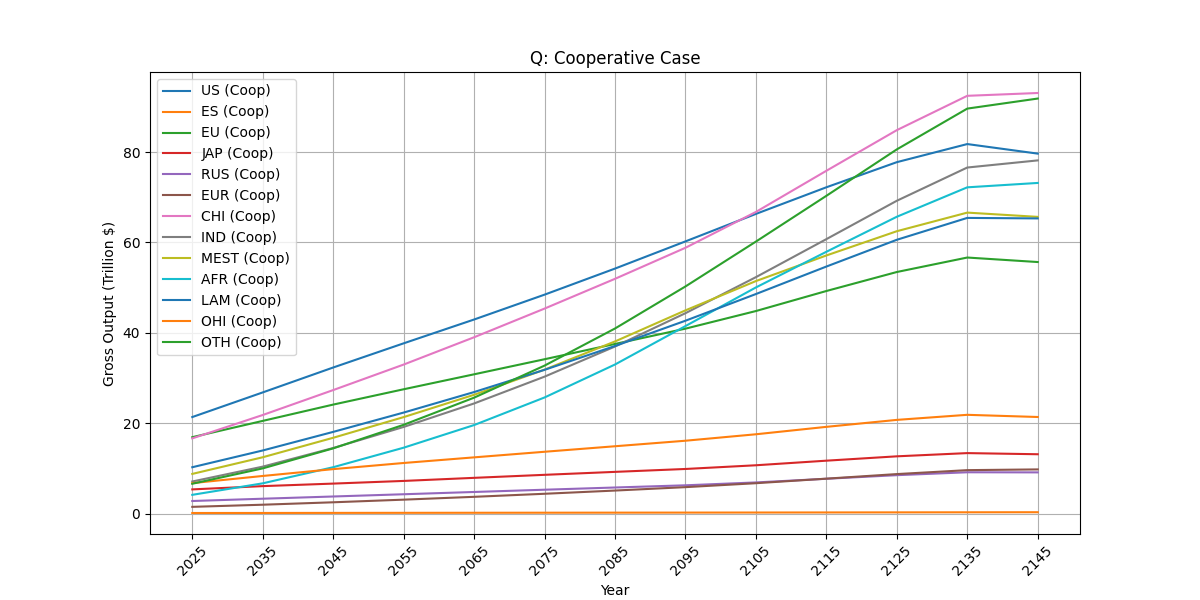 Q: Cooperative Case
US (Coop)
ES (Coop)
EU (Coop)
JAP (Coop)
RUS (Coop)
EUR (Coop)
CHI (Coop)
IND (Coop)
MEST (Coop)
AFR (Coop)
LAM (Coop)
OHI (Coop)
OTH (Coop)
Gross Output (Trillion $)
80
60
40
20
0
2025 2035 2045 2055 2065 2075 2085 2095 2105 2115 2125 2135 2145
Year